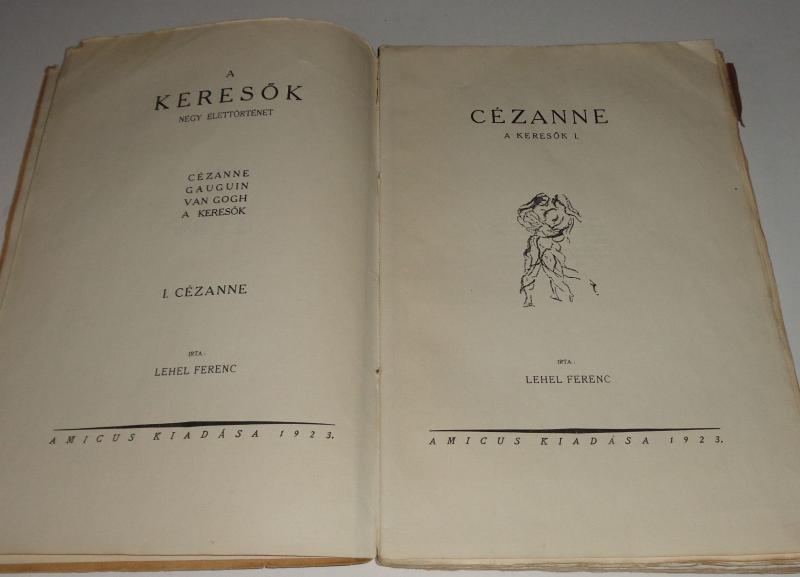 A
KERESŐK
NÉGY ÉLETTÖRTÉNET
CÉZANNE
GAUGUIN
VAN GOGH
A KERESŐK
I. CÉZANNE
IRTA:
LEHEL FERENC
AMICUS KIADÁSA 1923.
CÉZANNE
A KERESŐK I.
IRTA:
LEHEL FERENC
AMICUS KIADÁSA 1923.